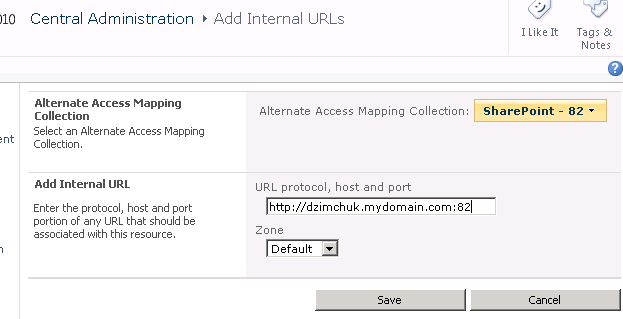 010 Central Administration ▸ Add Internal URLs
I Like It
Tags &
Notes
Alternate Access Mapping
Collection
Select an Alternate Access Mapping
Collection.
Alternate Access Mapping Collection: SharePoint - 82
ent
Add Internal URL
Enter the protocol, host and port
portion of any URL that should be
associated with this resource.
URL protocol, host and port
http://dzimchuk.mydomain.com:82
Zone
Default
n
Save Cancel